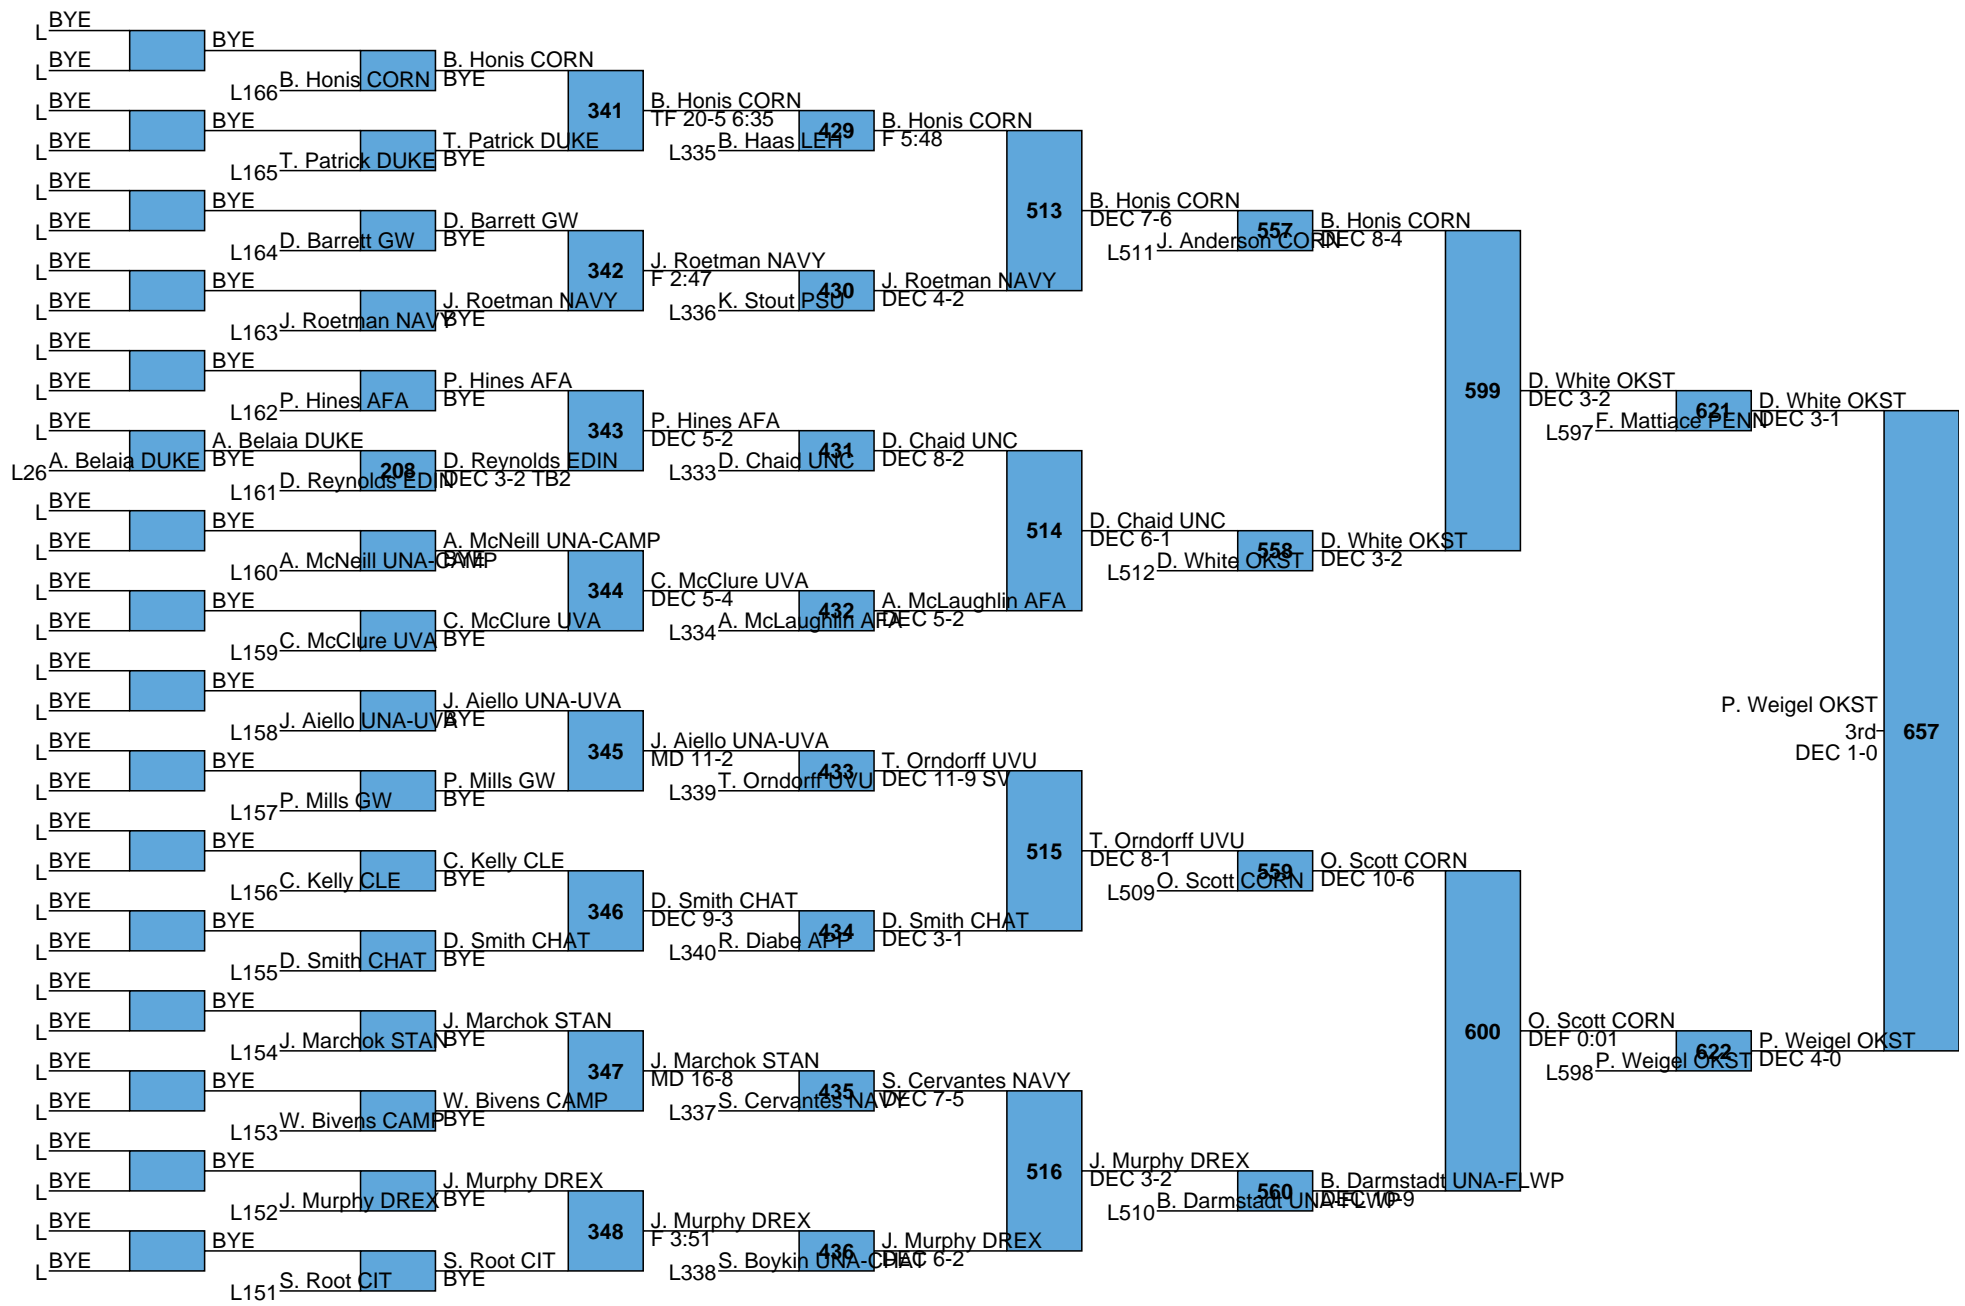 BYE
L
BYE
L
BYE
B. Honis CORN
L166
B. Honis CORN
BYE
BYE
L
BYE
L
BYE
T. Patrick DUKE
L165
T. Patrick DUKE
BYE
341
B. Honis CORN
TF 20-5 6:35
B. Haas LEH
L335
429
B. Honis CORN
F 5:48
BYE
L
BYE
L
BYE
D. Barrett GW
L164
D. Barrett GW
BYE
BYE
L
BYE
L
BYE
J. Roetman NAVY
L163
J. Roetman NAVY
BYE
342
J. Roetman NAVY
F 2:47
K. Stout PSU
L336
430
J. Roetman NAVY
DEC 4-2
513
B. Honis CORN
DEC 7-6
J. Anderson CORN
L511
557
B. Honis CORN
DEC 8-4
BYE
L
BYE
L
BYE
P. Hines AFA
L162
P. Hines AFA
BYE
BYE
L
A. Belaia DUKE
L26
A. Belaia DUKE
BYE
D. Reynolds EDIN
L161
208
D. Reynolds EDIN
DEC 3-2 TB2
343
P. Hines AFA
DEC 5-2
D. Chaid UNC
L333
431
D. Chaid UNC
DEC 8-2
BYE
L
BYE
L
BYE
A. McNeill UNA-CAMP
L160
A. McNeill UNA-CAMP
BYE
BYE
L
BYE
L
BYE
C. McClure UVA
L159
C. McClure UVA
BYE
344
C. McClure UVA
DEC 5-4
A. McLaughlin AFA
L334
432
A. McLaughlin AFA
DEC 5-2
514
D. Chaid UNC
DEC 6-1
D. White OKST
L512
558
D. White OKST
DEC 3-2
599
D. White OKST
DEC 3-2
F. Mattiace PENN
L597
621
D. White OKST
DEC 3-1
BYE
L
BYE
L
BYE
J. Aiello UNA-UVA
L158
J. Aiello UNA-UVA
BYE
BYE
L
BYE
L
BYE
P. Mills GW
L157
P. Mills GW
BYE
345
J. Aiello UNA-UVA
MD 11-2
T. Orndorff UVU
L339
433
T. Orndorff UVU
DEC 11-9 SV
BYE
L
BYE
L
BYE
C. Kelly CLE
L156
C. Kelly CLE
BYE
BYE
L
BYE
L
BYE
D. Smith CHAT
L155
D. Smith CHAT
BYE
346
D. Smith CHAT
DEC 9-3
R. Diabe APP
L340
434
D. Smith CHAT
DEC 3-1
515
T. Orndorff UVU
DEC 8-1
O. Scott CORN
L509
559
O. Scott CORN
DEC 10-6
BYE
L
BYE
L
BYE
J. Marchok STAN
L154
J. Marchok STAN
BYE
BYE
L
BYE
L
BYE
W. Bivens CAMP
L153
W. Bivens CAMP
BYE
347
J. Marchok STAN
MD 16-8
S. Cervantes NAVY
L337
435
S. Cervantes NAVY
DEC 7-5
BYE
L
BYE
L
BYE
J. Murphy DREX
L152
J. Murphy DREX
BYE
BYE
L
BYE
L
BYE
S. Root CIT
L151
S. Root CIT
BYE
348
J. Murphy DREX
F 3:51
S. Boykin UNA-CHAT
L338
436
J. Murphy DREX
DEC 6-2
516
J. Murphy DREX
DEC 3-2
B. Darmstadt UNA-FLWP
L510
560
B. Darmstadt UNA-FLWP
DEC 10-9
600
O. Scott CORN
DEF 0:01
P. Weigel OKST
L598
622
P. Weigel OKST
DEC 4-0
657
P. Weigel OKST
3rd
DEC 1-0